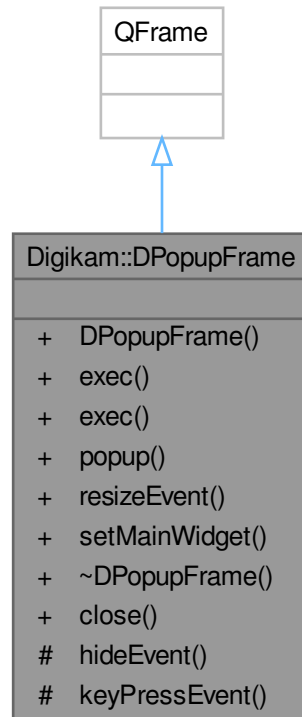 QFrame
Digikam::DPopupFrame
+ DPopupFrame()
+ exec()
+ exec()
+ popup()
+ resizeEvent()
+ setMainWidget()
+ ~DPopupFrame()
+ close()
# hideEvent()
# keyPressEvent()